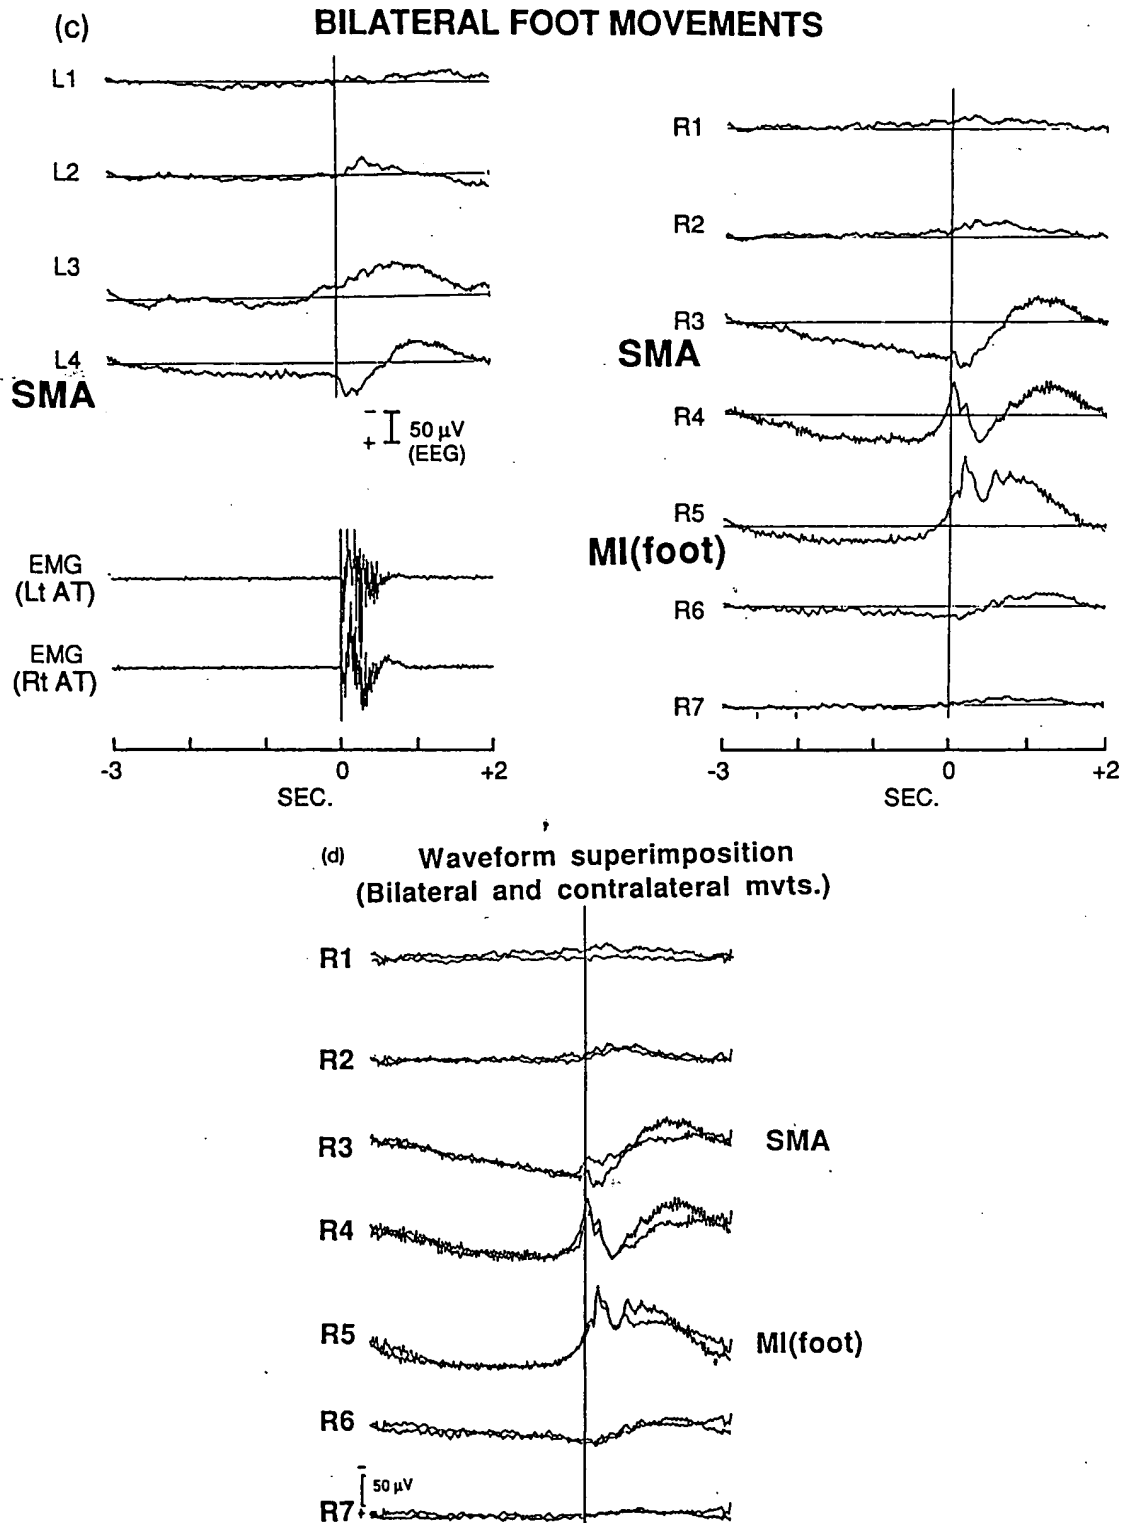 (c) BILATERAL FOOT MOVEMENTS
L1
L2
L3
L4
SMA
−
+ 50 µV
(EEG)
EMG
(Lt AT)
EMG
(Rt AT)
-3 0 +2
SEC.
R1
R2
R3
SMA
R4
R5
MI(foot)
R6
R7
-3 0 +2
SEC.
(d) Waveform superimposition
(Bilateral and contralateral mvts.)
R1
R2
R3 SMA
R4
R5 MI(foot)
R6
−
50 µV
R7 +